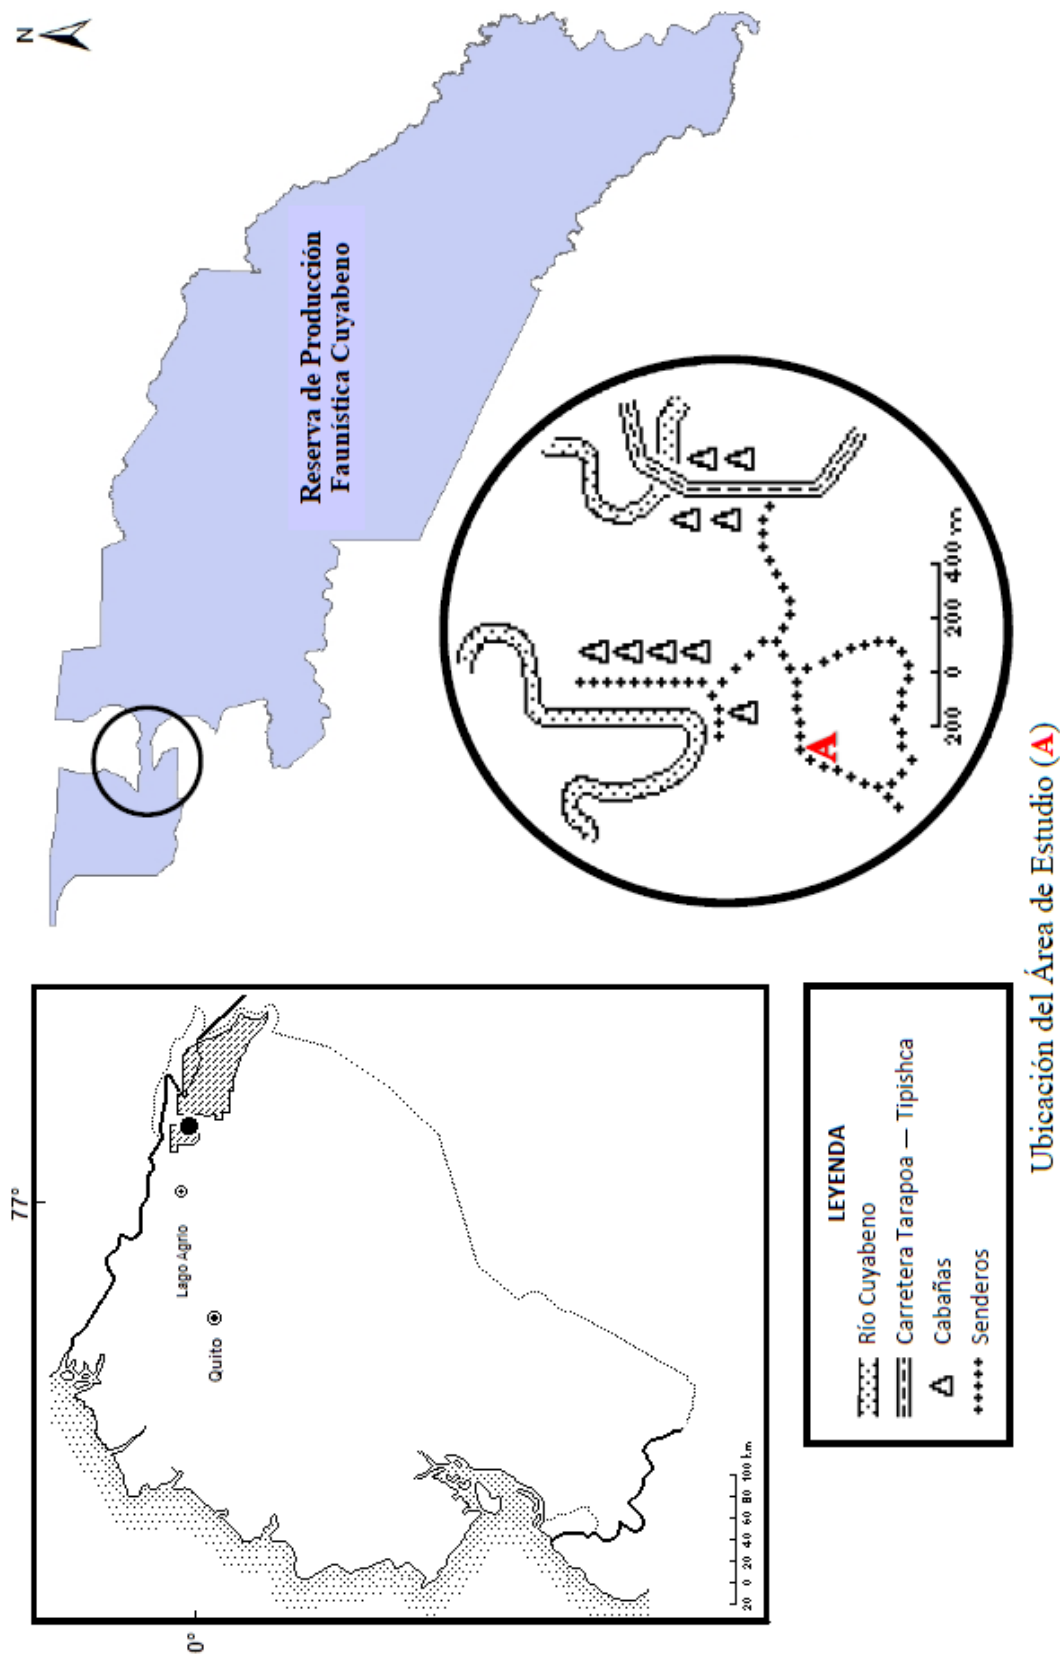 N
Reserva de Producción
Faunística Cuyabeno
200 0 200 400 m
A
77°
0°
Lago Agrio
Quito
20 0 20 40 60 80 100 km
LEYENDA
Río Cuyabeno
Carretera Tarapoa — Tipishca
Cabañas
Senderos
Ubicación del Área de Estudio (A)